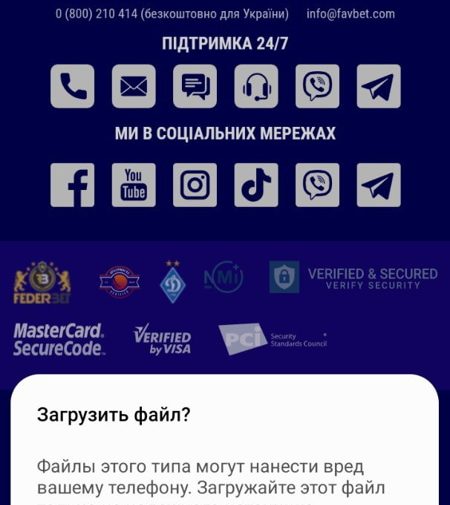 0 (800) 210 414 (безкоштовно для України) info@favbet.com
ПІДТРИМКА 24/7
МИ В СОЦІАЛЬНИХ МЕРЕЖАХ
You
Tube
FEDERBET
NMi
VERIFIED & SECURED
VERIFY SECURITY
MasterCard.
SecureCode.
VERIFIED
by VISA
PCI Security
Standards Council
Загрузить файл?
Файлы этого типа могут нанести вред
вашему телефону. Загружайте этот файл